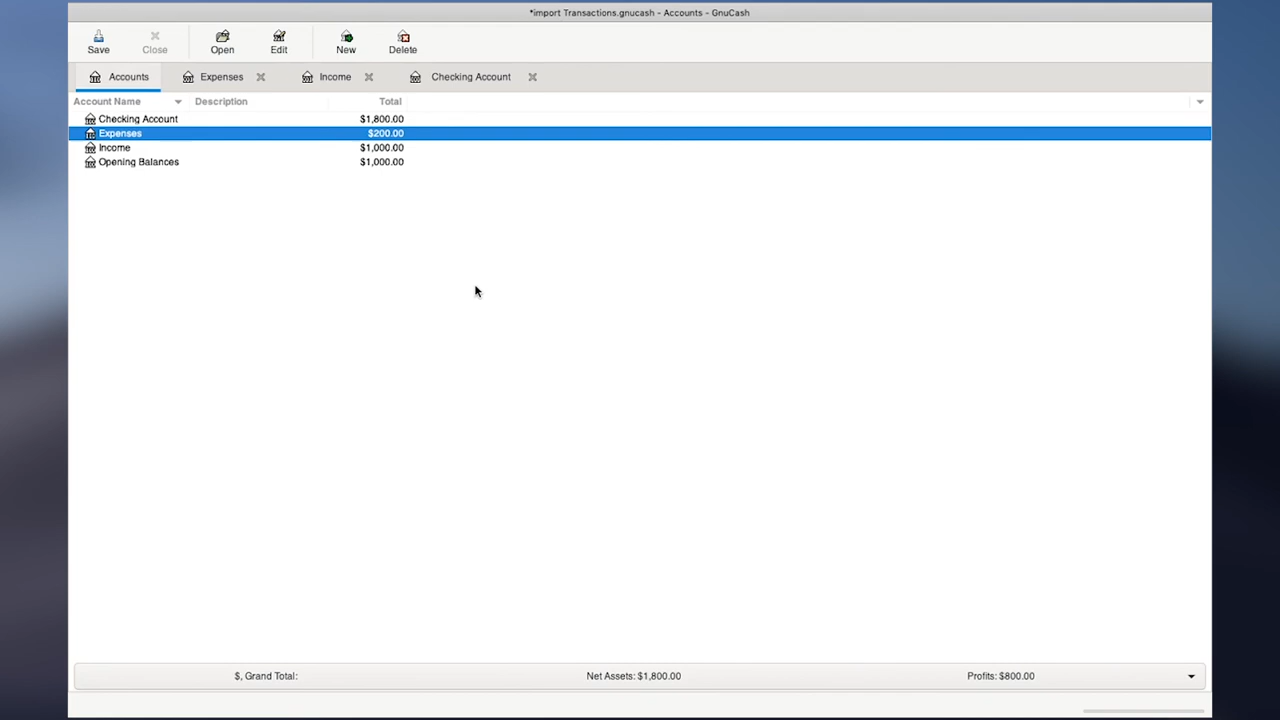 *import Transactions.gnucash - Accounts - GnuCash
Save Close Open Edit New Delete
Accounts Expenses Income Checking Account
Account Name Description Total
Checking Account $1,800.00
Expenses $200.00
Income $1,000.00
Opening Balances $1,000.00
$, Grand Total: Net Assets: $1,800.00 Profits: $800.00